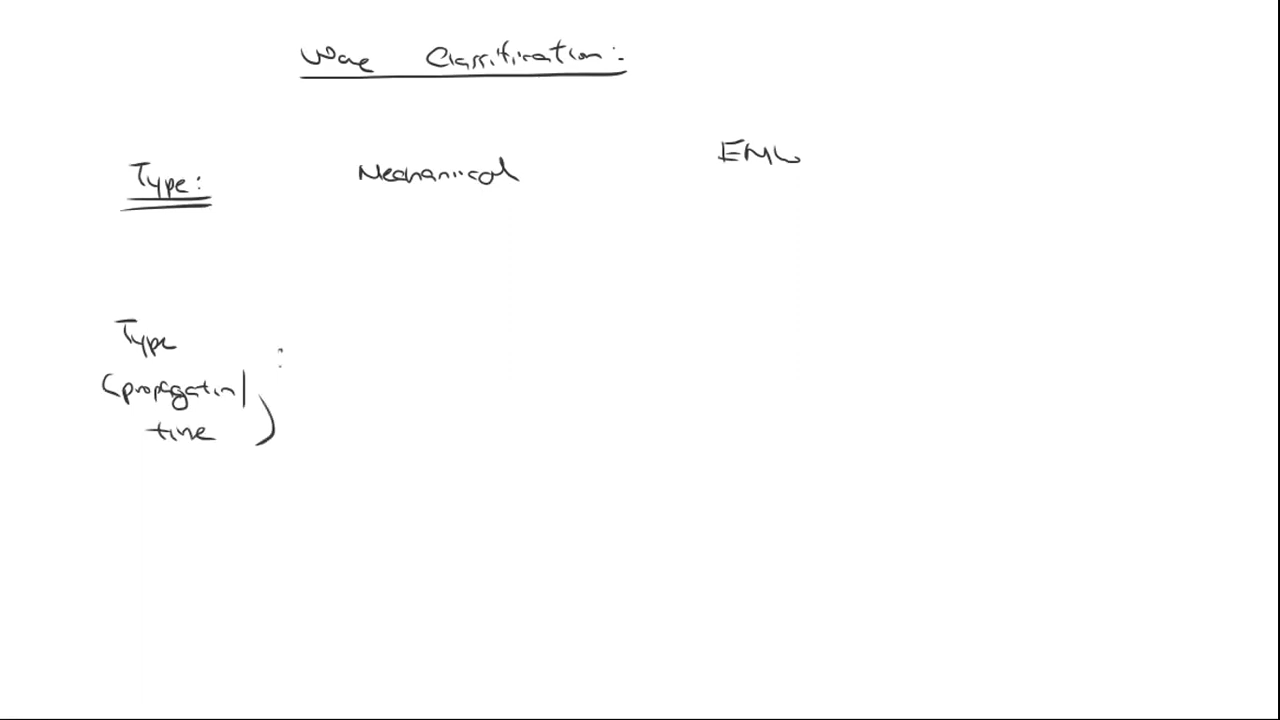 Wave Classification:
Type: Mechanical EMW
Type :
(propagation/
time)